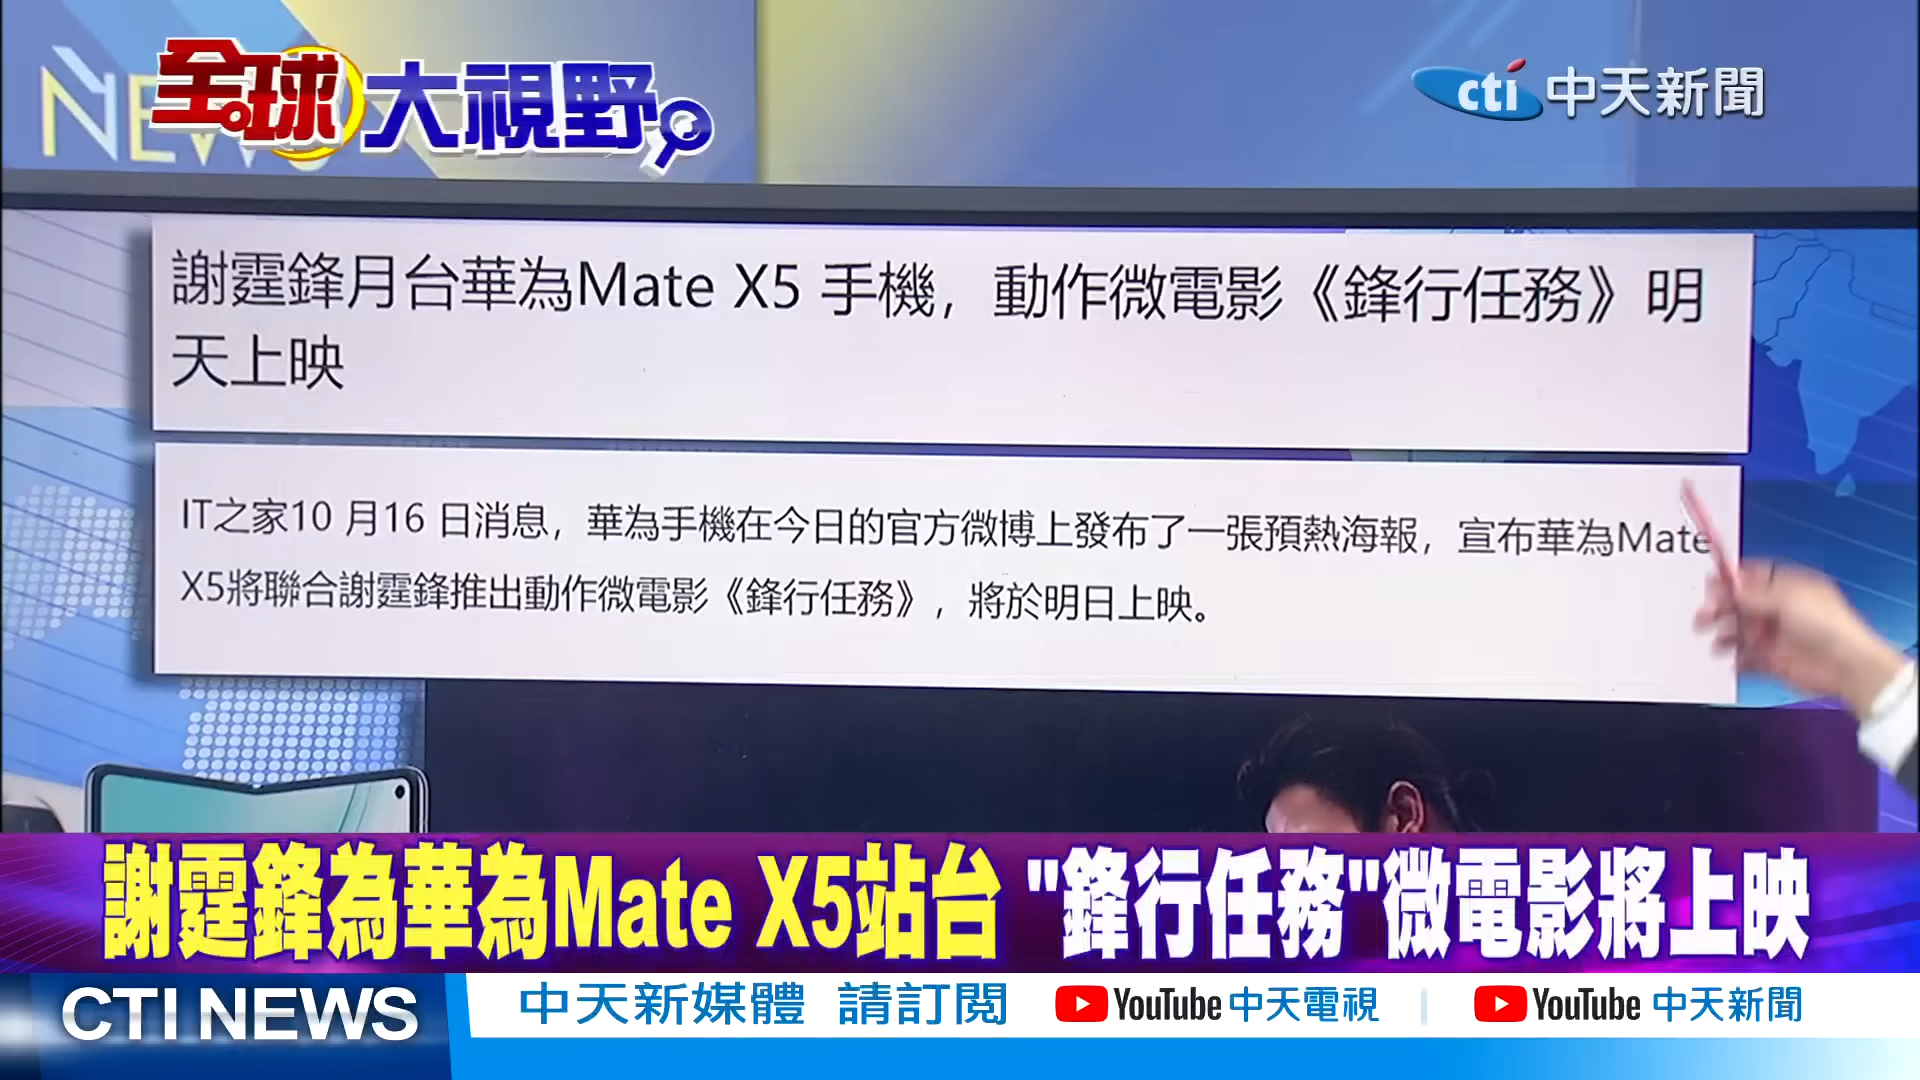 NEWS
全球大視野
cti 中天新聞
謝霆鋒月台華為Mate X5 手機，動作微電影《鋒行任務》明
天上映
IT之家10 月16 日消息，華為手機在今日的官方微博上發布了一張預熱海報，宣布華為Mate
X5將聯合謝霆鋒推出動作微電影《鋒行任務》，將於明日上映。
謝霆鋒為華為Mate X5站台 "鋒行任務"微電影將上映
CTI NEWS 中天新媒體 請訂閱 YouTube 中天電視 | YouTube 中天新聞